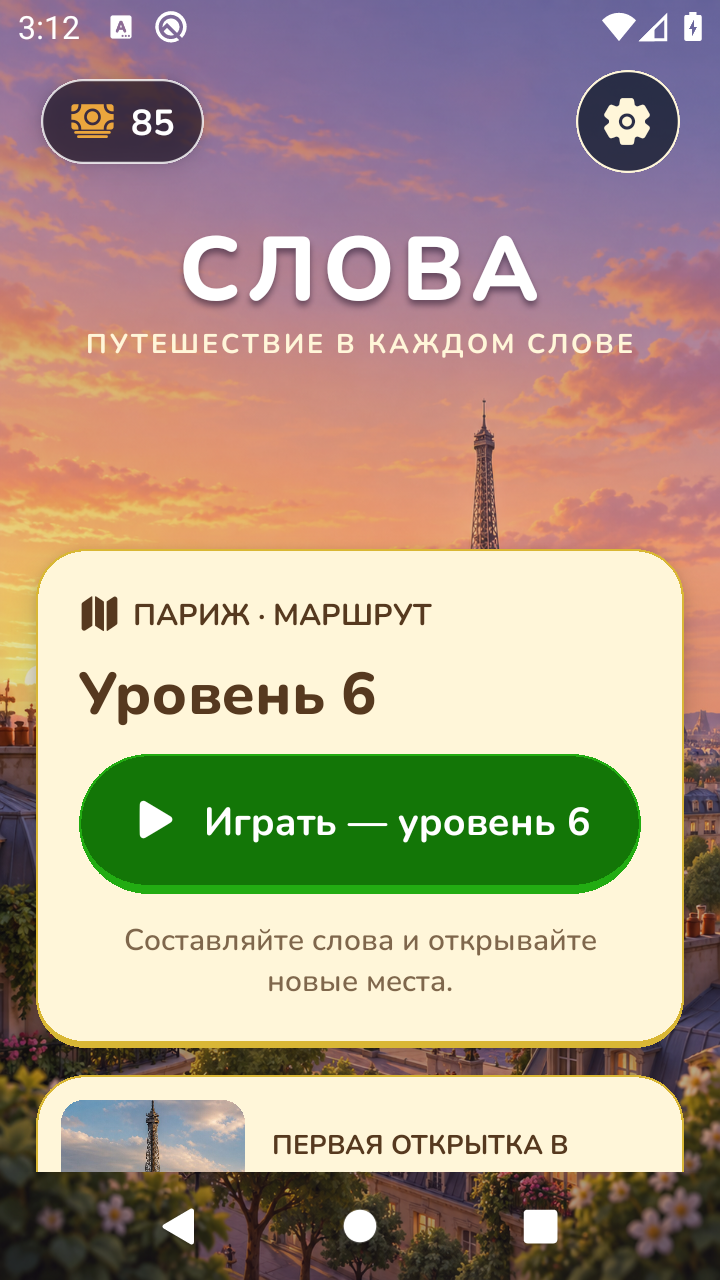 3:12
85
СЛОВА
ПУТЕШЕСТВИЕ В КАЖДОМ СЛОВЕ
ПАРИЖ · МАРШРУТ
Уровень 6
Играть — уровень 6
Составляйте слова и открывайте
новые места.
ПЕРВАЯ ОТКРЫТКА В